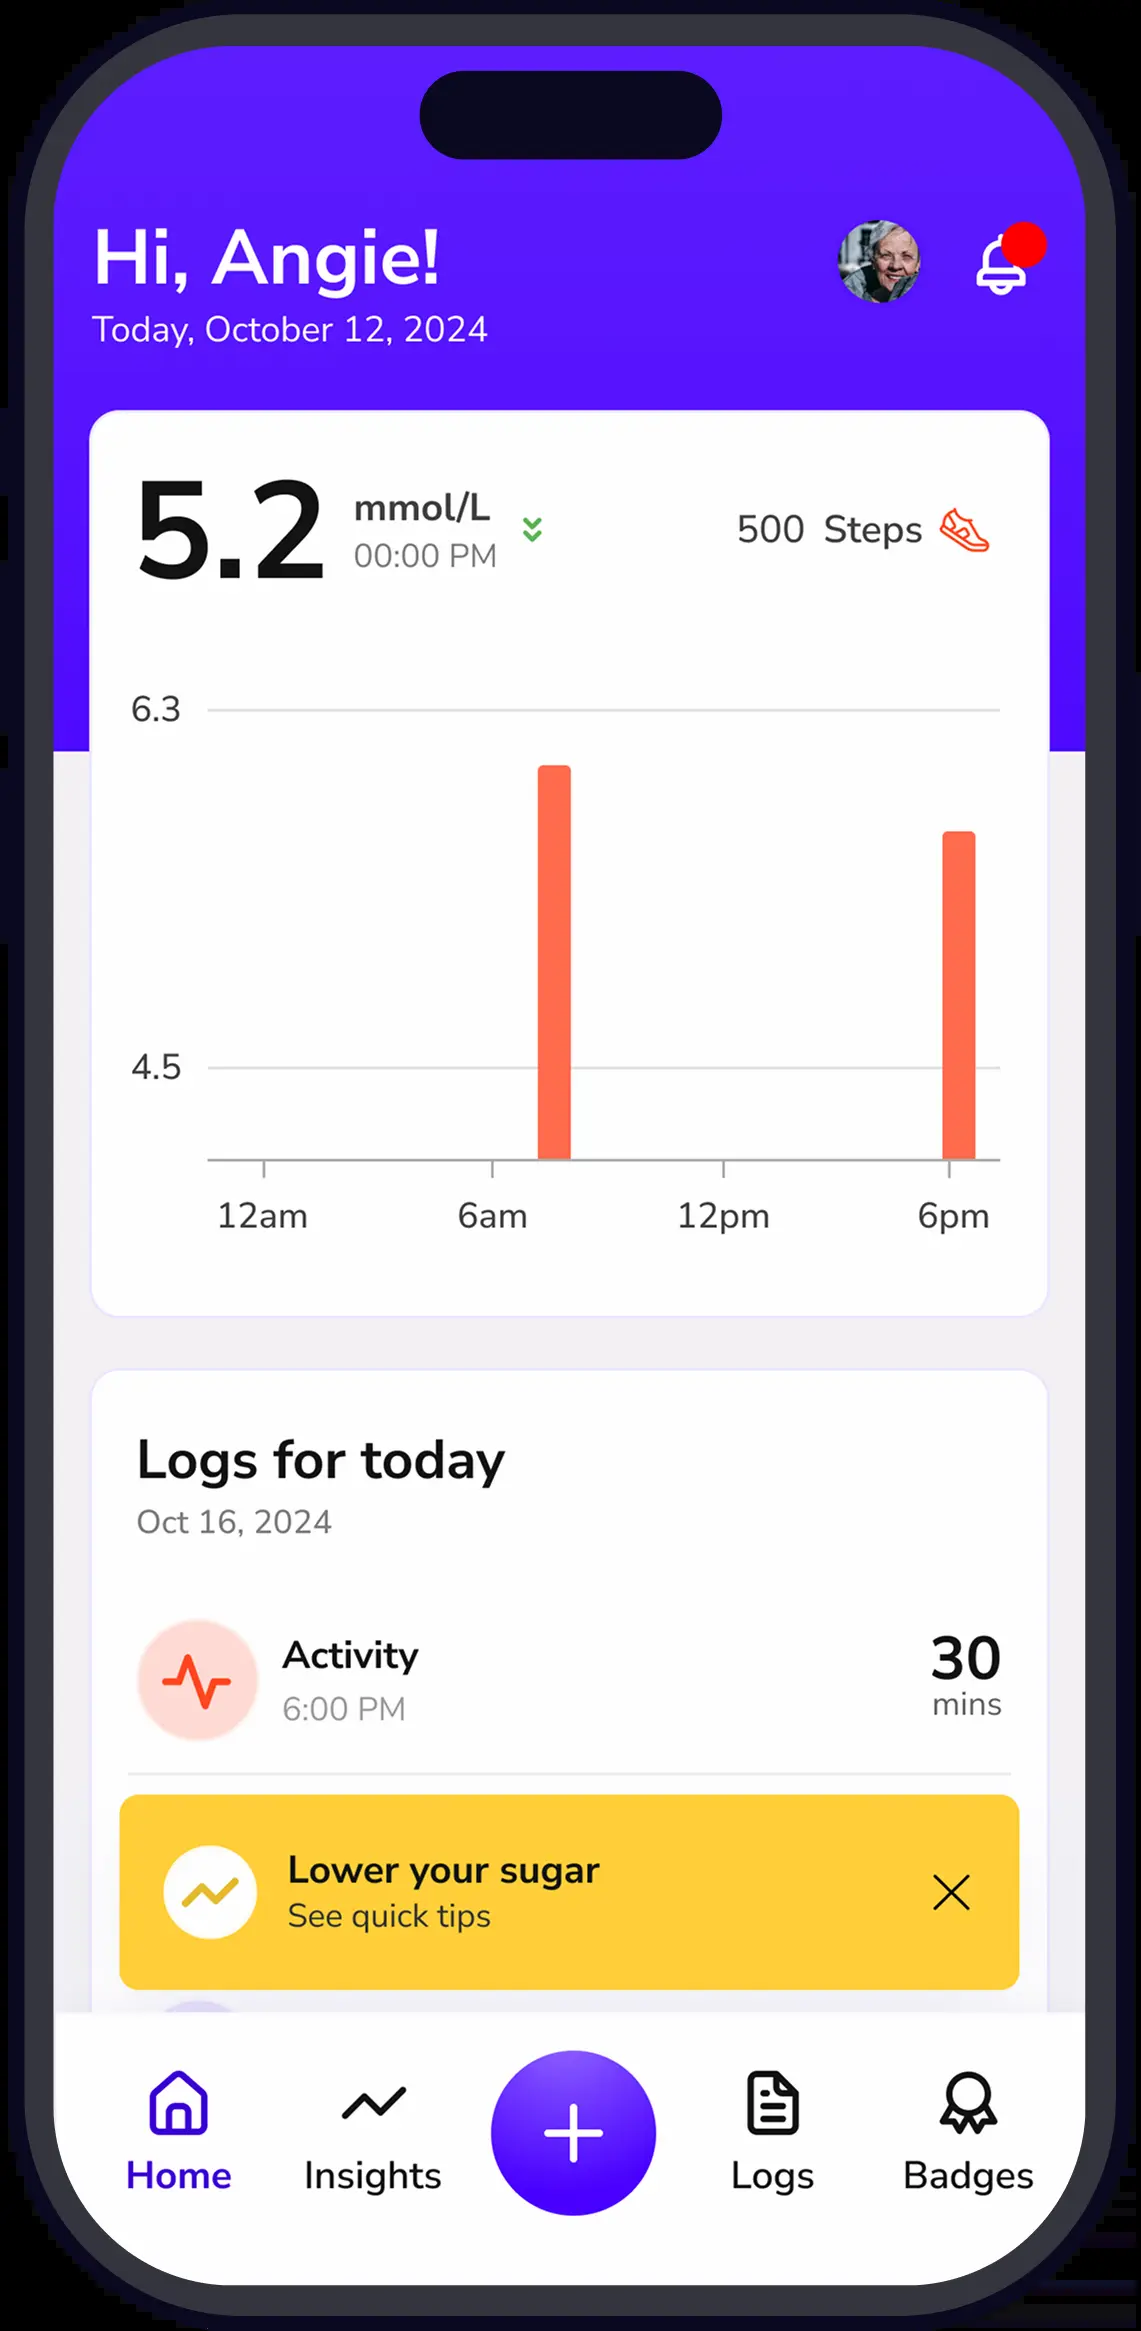 Hi, Angie!
Today, October 12, 2024
5.2
mmol/L
00:00 PM
500 Steps
6.3
4.5
12am 6am 12pm 6pm
Logs for today
Oct 16, 2024
Activity
6:00 PM
30
mins
Lower your sugar
See quick tips
Home Insights Logs Badges